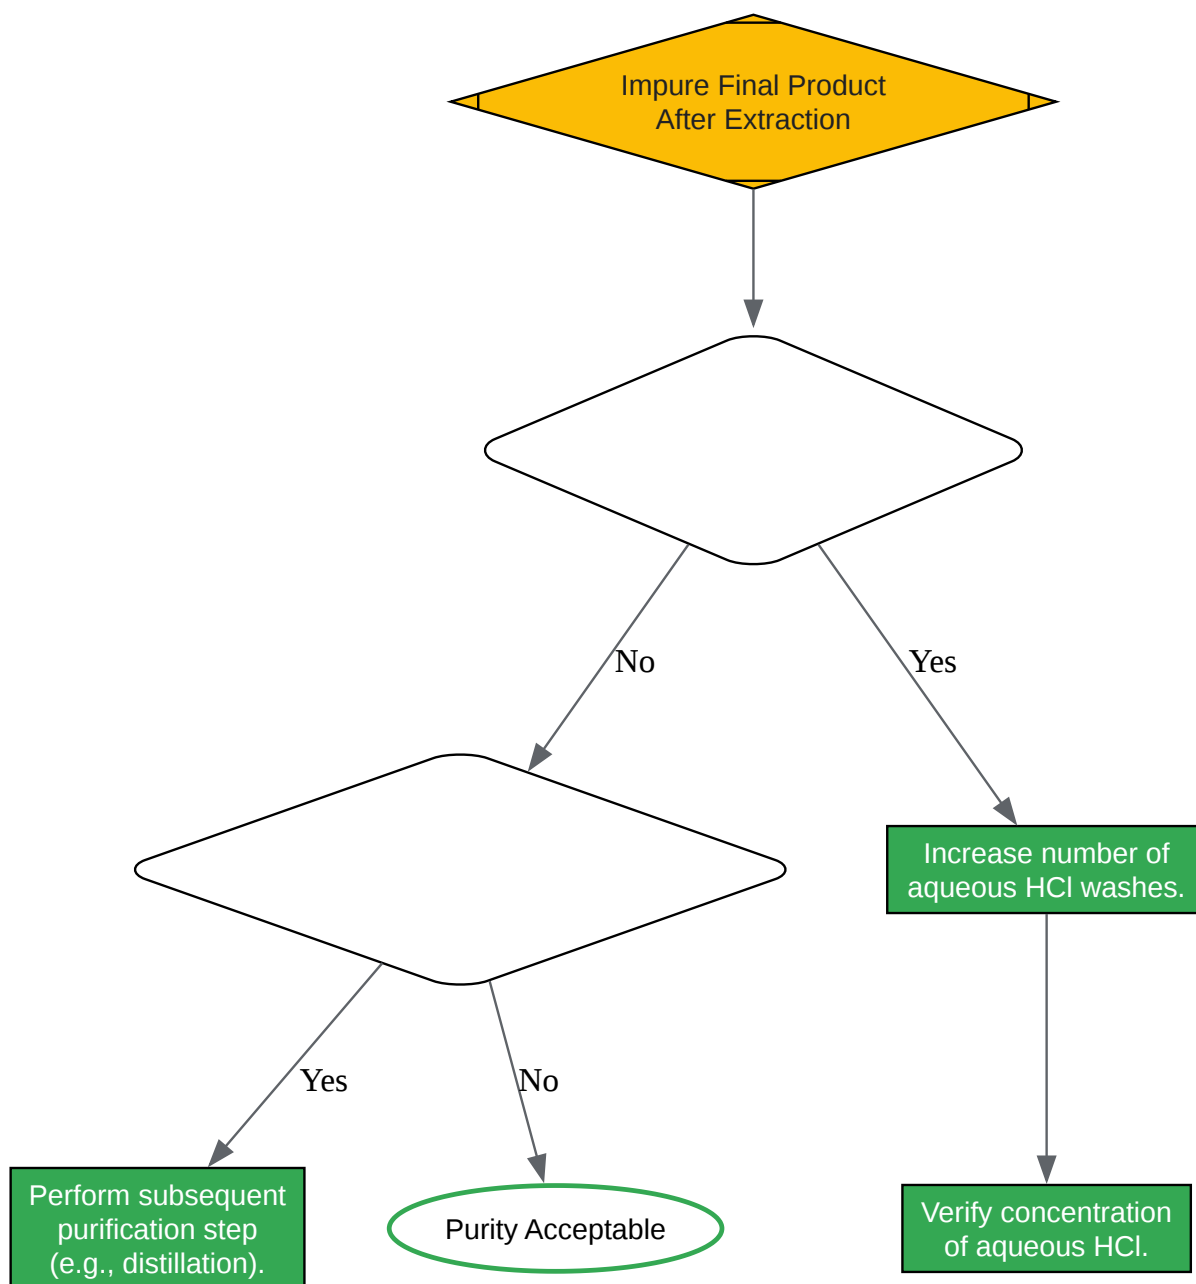 Impure Final Product
After Extraction
No
Yes
Increase number of
aqueous HCl washes.
Yes
No
Perform subsequent
purification step
(e.g., distillation).
Purity Acceptable
Verify concentration
of aqueous HCl.